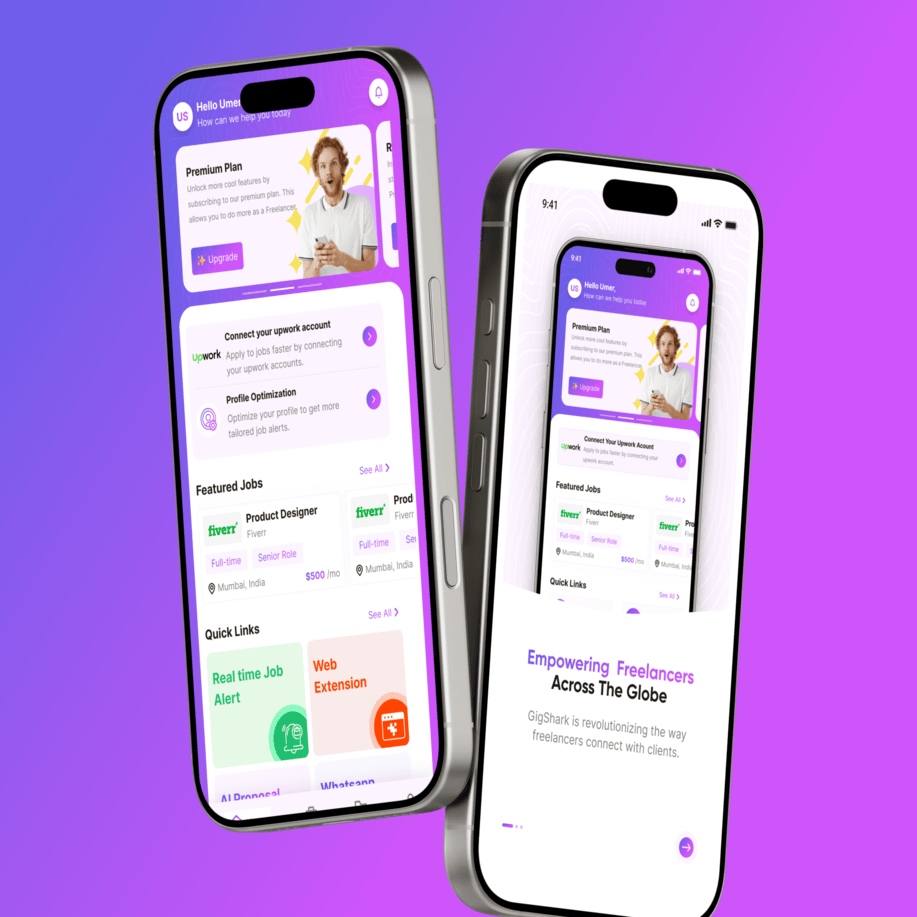 US
Hello Umer,
How can we help you today
Premium Plan
Unlock more cool features by
subscribing to our premium plan. This
allows you to do more as a Freelancer.
Upgrade
R
In
Connect your upwork account
Upwork
Apply to jobs faster by connecting
your upwork accounts.
Profile Optimization
Optimize your profile to get more
tailored job alerts.
See All
Featured Jobs
fiverr
Product Designer
Fiverr
Full-time
Senior Role
Mumbai, India
$500 /mo
fiverr
Prod
Fiverr
Full-time
Se
Mumbai, India
See All
Quick Links
Real time Job
Alert
Web
Extension
AI Proposal
Whatsapp
9:41
9:41
US
Hello Umer,
How can we help you today
Premium Plan
Unlock more cool features by
subscribing to our premium plan. This
allows you to do more as a Freelancer.
Upgrade
Upwork
Connect Your Upwork Acount
Apply to jobs faster by connecting your
upwork account.
See All
Featured Jobs
fiverr
Product Designer
Fiverr
Full-time
Senior Role
Mumbai, India
$500 /mo
fiverr
Pro
Fiverr
Full-time
Mumbai, India
Quick Links
See All
Empowering Freelancers
Across The Globe
GigShark is revolutionizing the way
freelancers connect with clients.